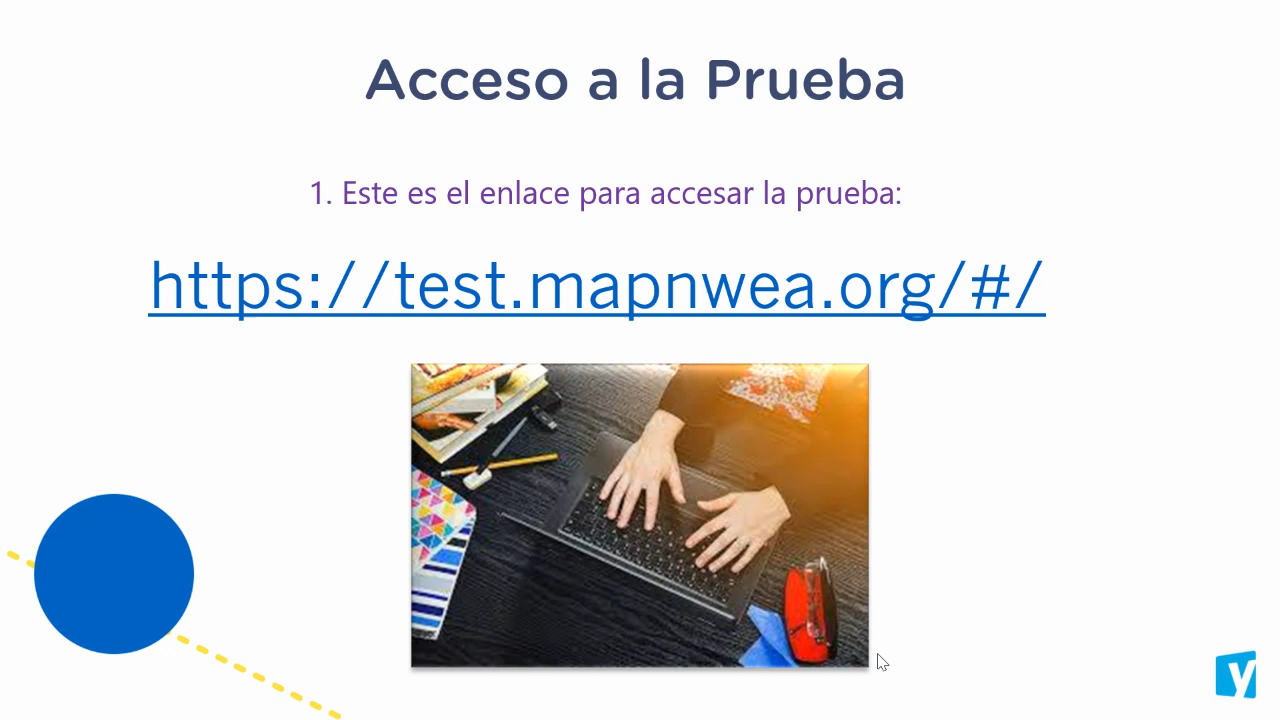 Acceso a la Prueba
1. Este es el enlace para accesar la prueba:
https://test.mapnwea.org/#/
y